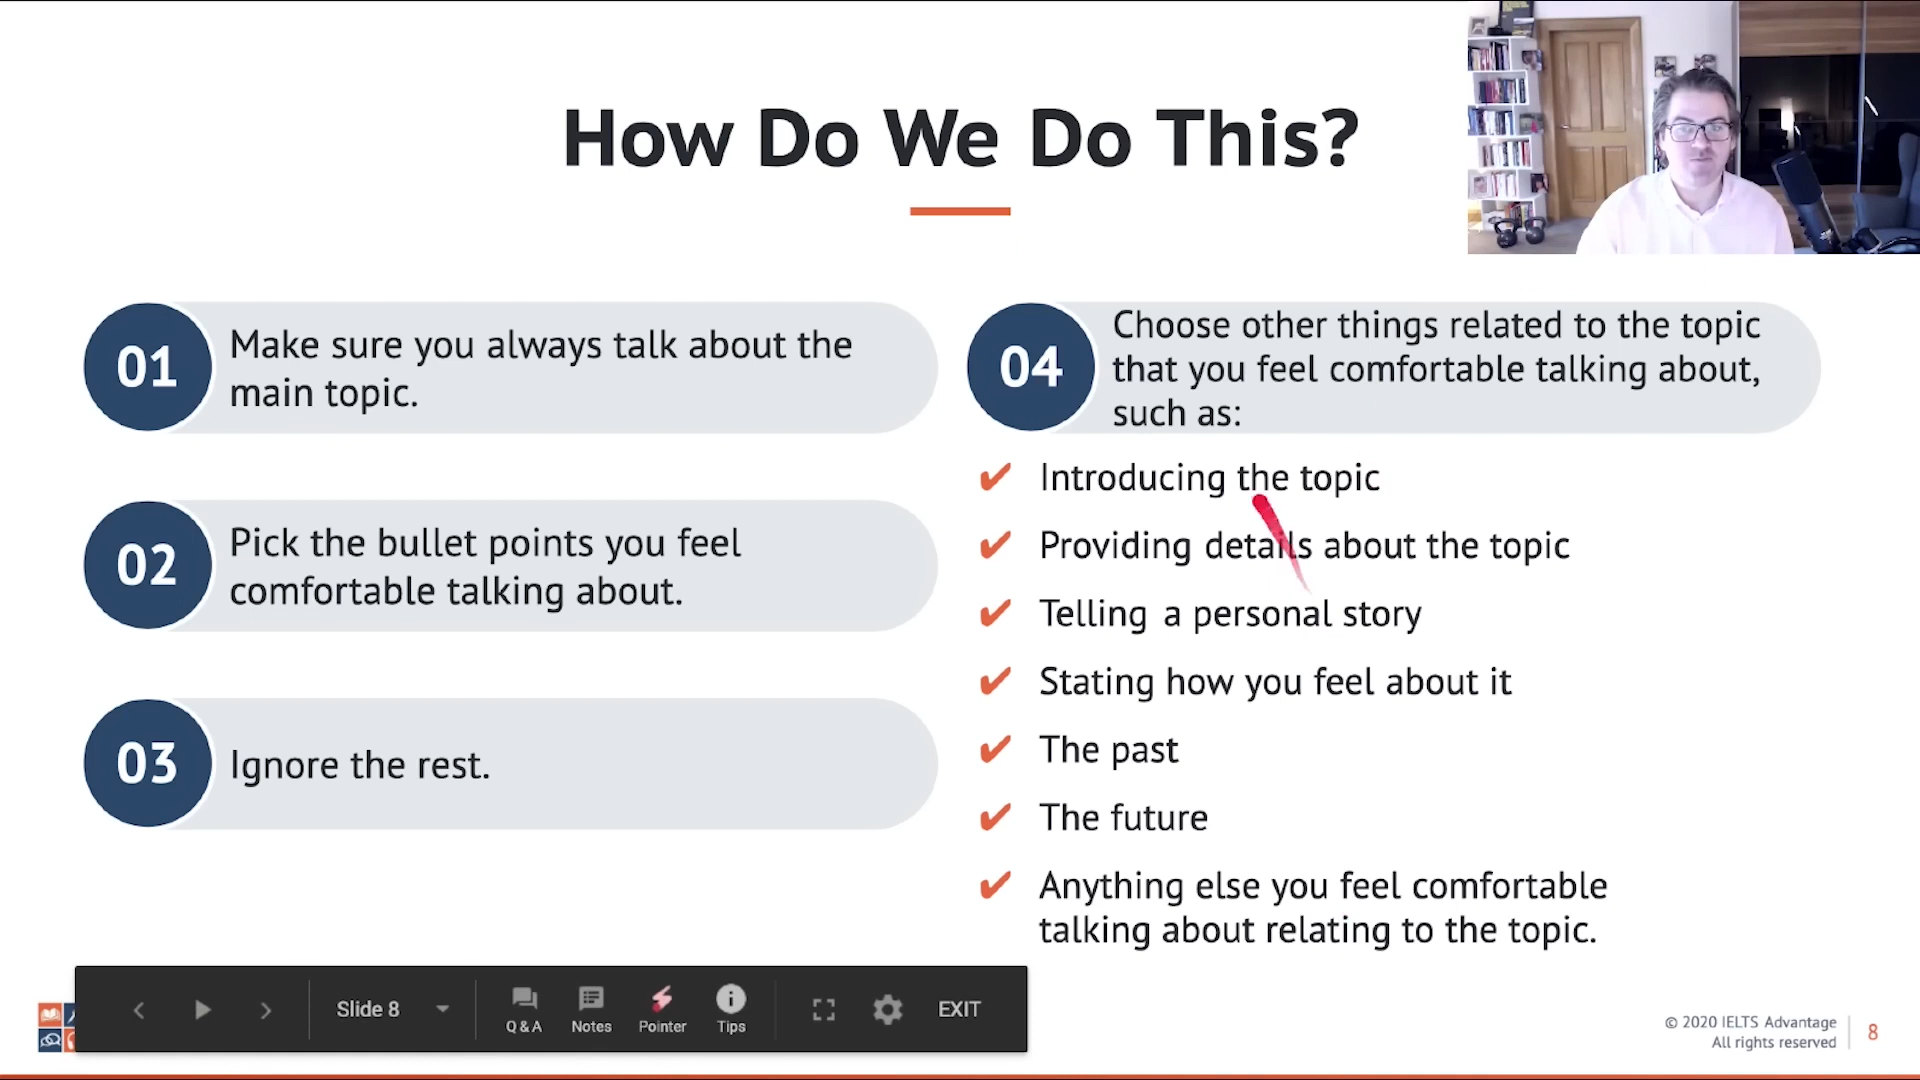 How Do We Do This?
01
Make sure you always talk about the
main topic.
02
Pick the bullet points you feel
comfortable talking about.
03
Ignore the rest.
04
Choose other things related to the topic
that you feel comfortable talking about,
such as:
✔ Introducing the topic
✔ Providing details about the topic
✔ Telling a personal story
✔ Stating how you feel about it
✔ The past
✔ The future
✔ Anything else you feel comfortable
talking about relating to the topic.
Slide 8
Q & A
Notes
Pointer
Tips
EXIT
© 2020 IELTS Advantage
All rights reserved
8